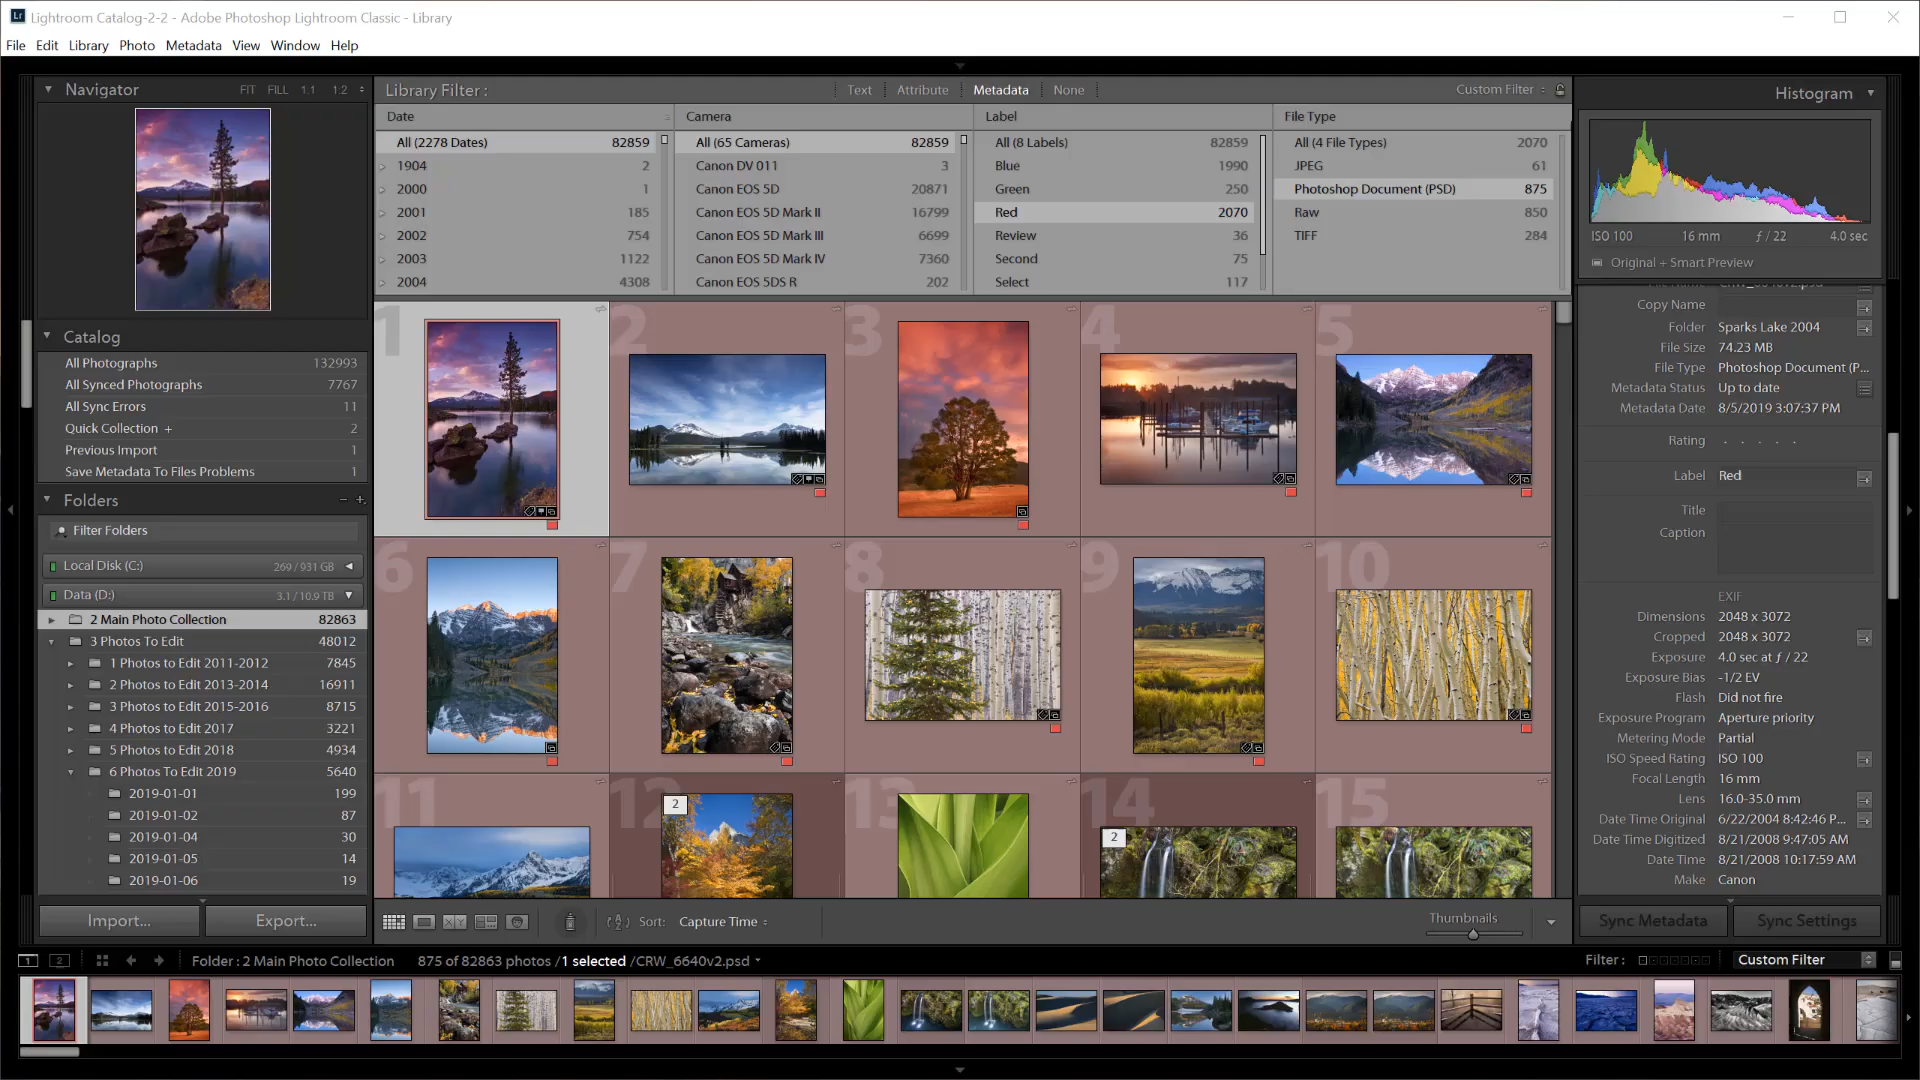 Lightroom Catalog-2-2 - Adobe Photoshop Lightroom Classic - Library
File Edit Library Photo Metadata View Window Help
Navigator FIT FILL 1:1 1:2
Catalog
All Photographs 132993
All Synced Photographs 7767
All Sync Errors 11
Quick Collection + 2
Previous Import 1
Save Metadata To Files Problems 1
Folders
Filter Folders
Local Disk (C:) 269 / 931 GB
Data (D:) 3.1 / 10.9 TB
2 Main Photo Collection 82863
3 Photos To Edit 48012
1 Photos to Edit 2011-2012 7845
2 Photos to Edit 2013-2014 16911
3 Photos to Edit 2015-2016 8715
4 Photos to Edit 2017 3221
5 Photos to Edit 2018 4934
6 Photos To Edit 2019 5640
2019-01-01 199
2019-01-02 87
2019-01-04 30
2019-01-05 14
2019-01-06 19
Import... Export...
Library Filter : Text Attribute Metadata None Custom Filter
Date
All (2278 Dates) 82859
1904 2
2000 1
2001 185
2002 754
2003 1122
2004 4308
Camera
All (65 Cameras) 82859
Canon DV 011 3
Canon EOS 5D 20871
Canon EOS 5D Mark II 16799
Canon EOS 5D Mark III 6699
Canon EOS 5D Mark IV 7360
Canon EOS 5DS R 202
Label
All (8 Labels) 82859
Blue 1990
Green 250
Red 2070
Review 36
Second 75
Select 117
File Type
All (4 File Types) 2070
JPEG 61
Photoshop Document (PSD) 875
Raw 850
TIFF 284
1 2 3 4 5
6 7 8 9 10
11 12 13 14 15
2 2
Sort: Capture Time
Thumbnails
Histogram
ISO 100 16 mm f / 22 4.0 sec
Original + Smart Preview
Copy Name
Folder Sparks Lake 2004
File Size 74.23 MB
File Type Photoshop Document (P...
Metadata Status Up to date
Metadata Date 8/5/2019 3:07:37 PM
Rating . . . . .
Label Red
Title
Caption
EXIF
Dimensions 2048 x 3072
Cropped 2048 x 3072
Exposure 4.0 sec at f / 22
Exposure Bias -1/2 EV
Flash Did not fire
Exposure Program Aperture priority
Metering Mode Partial
ISO Speed Rating ISO 100
Focal Length 16 mm
Lens 16.0-35.0 mm
Date Time Original 6/22/2004 8:42:46 P...
Date Time Digitized 8/21/2008 9:47:05 AM
Date Time 8/21/2008 10:17:59 AM
Make Canon
Sync Metadata Sync Settings
1 2 Folder : 2 Main Photo Collection 875 of 82863 photos / 1 selected / CRW_6640v2.psd Filter : Custom Filter